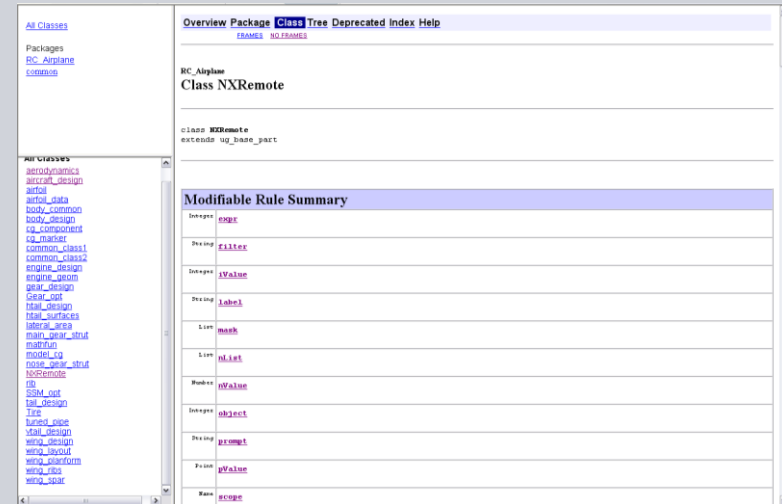 All Classes
Packages
RC_Airplane
common
All Classes
aerodynamics
aircraft_design
airfoil
airfoil_data
body_common
body_design
cg_component
cg_marker
common_class1
common_class2
engine_design
engine_geom
gear_design
Gear_opt
htail_design
htail_surfaces
lateral_area
main_gear_strut
mathfun
model_cg
nose_gear_strut
NXRemote
rib
SSM_opt
tail_design
Tire
tuned_pipe
vtail_design
wing_design
wing_layout
wing_planform
wing_ribs
wing_spar
Overview Package Class Tree Deprecated Index Help
FRAMES NO FRAMES
RC_Airplane
Class NXRemote
class NXRemote
extends ug_base_part
Modifiable Rule Summary
Integer expr
String filter
Integer iValue
String label
List mask
List nList
Number nValue
Integer object
String prompt
Point pValue
Name scope